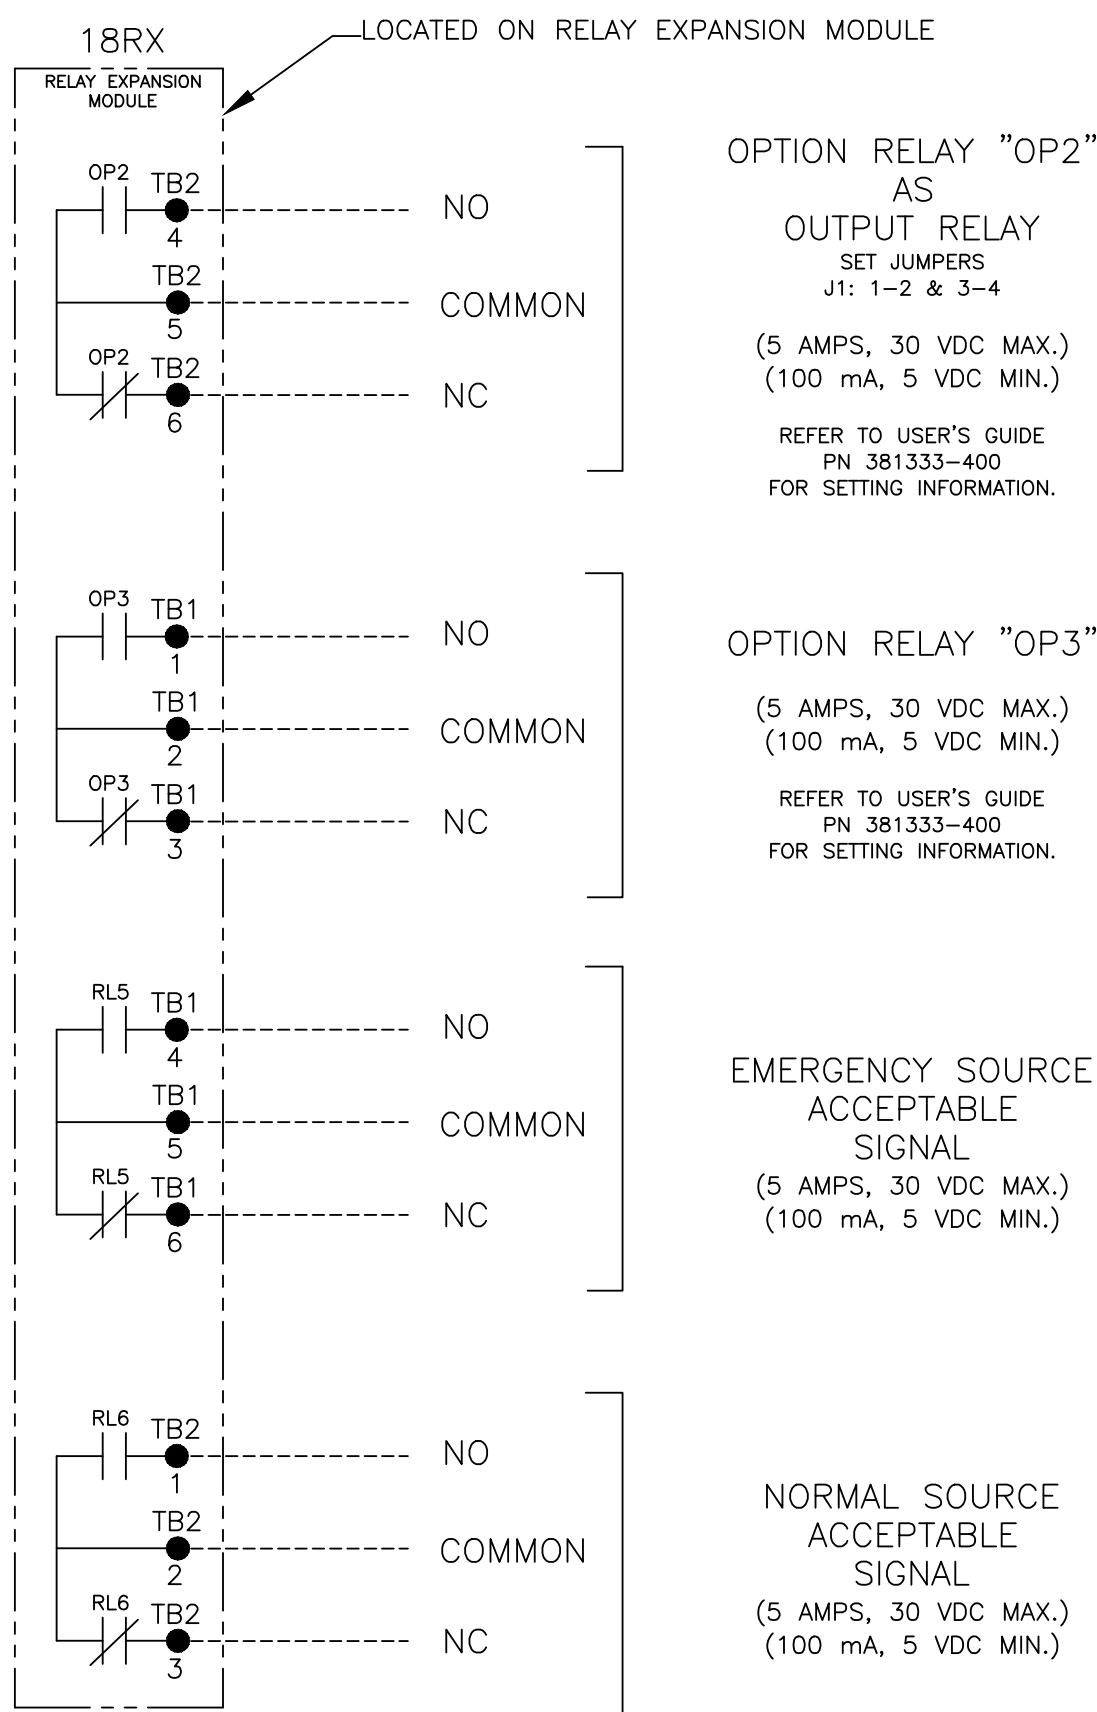 18RX
LOCATED ON RELAY EXPANSION MODULE
RELAY EXPANSION
MODULE
OP2 TB2
4
NO
TB2
5
COMMON
OP2 TB2
6
NC
OPTION RELAY "OP2"
AS
OUTPUT RELAY
SET JUMPERS
J1: 1-2 & 3-4
(5 AMPS, 30 VDC MAX.)
(100 mA, 5 VDC MIN.)
REFER TO USER'S GUIDE
PN 381333-400
FOR SETTING INFORMATION.
OP3 TB1
1
NO
TB1
2
COMMON
OP3 TB1
3
NC
OPTION RELAY "OP3"
(5 AMPS, 30 VDC MAX.)
(100 mA, 5 VDC MIN.)
REFER TO USER'S GUIDE
PN 381333-400
FOR SETTING INFORMATION.
RL5 TB1
4
NO
TB1
5
COMMON
RL5 TB1
6
NC
EMERGENCY SOURCE
ACCEPTABLE
SIGNAL
(5 AMPS, 30 VDC MAX.)
(100 mA, 5 VDC MIN.)
RL6 TB2
1
NO
TB2
2
COMMON
RL6 TB2
3
NC
NORMAL SOURCE
ACCEPTABLE
SIGNAL
(5 AMPS, 30 VDC MAX.)
(100 mA, 5 VDC MIN.)